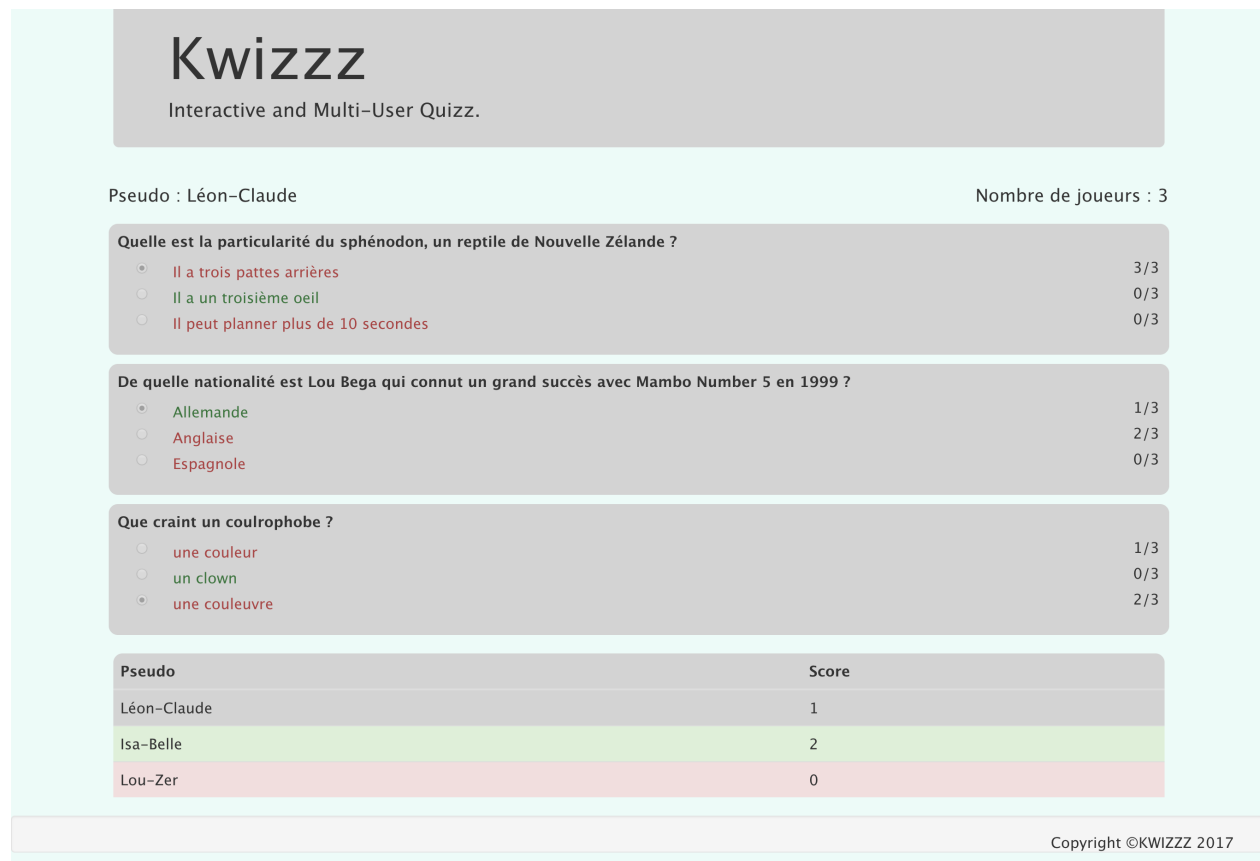 Kwizzz
Interactive and Multi-User Quizz.
Pseudo : Léon-Claude Nombre de joueurs : 3
Quelle est la particularité du sphénodon, un reptile de Nouvelle Zélande ?
Il a trois pattes arrières 3/3
Il a un troisième oeil 0/3
Il peut planner plus de 10 secondes 0/3
De quelle nationalité est Lou Bega qui connut un grand succès avec Mambo Number 5 en 1999 ?
Allemande 1/3
Anglaise 2/3
Espagnole 0/3
Que craint un coulrophobe ?
une couleur 1/3
un clown 0/3
une couleuvre 2/3
Pseudo Score
Léon-Claude 1
Isa-Belle 2
Lou-Zer 0
Copyright ©KWIZZZ 2017